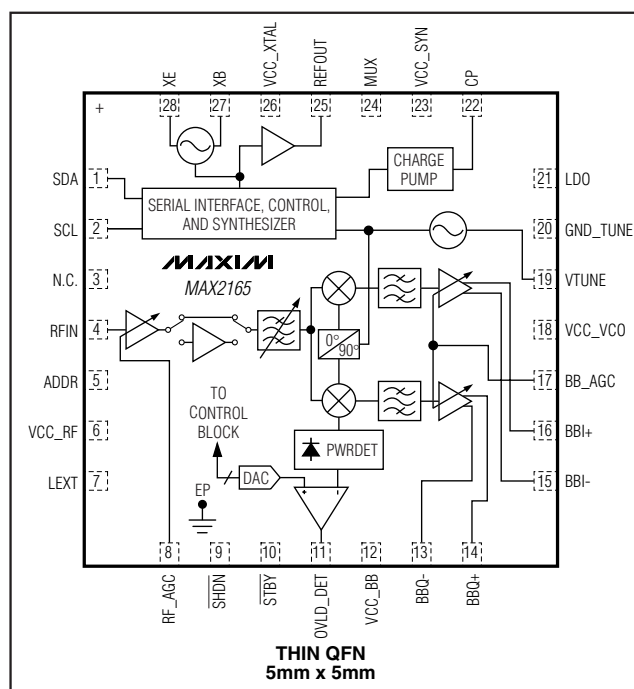 XE
XB
VCC_XTAL
REFOUT
MUX
VCC_SYN
CP
+
28
27
26
25
24
23
22
SDA
1
SCL
2
N.C.
3
RFIN
4
ADDR
5
VCC_RF
6
LEXT
7
CHARGE
PUMP
SERIAL INTERFACE, CONTROL,
AND SYNTHESIZER
MAXIM
MAX2165
0°
90°
TO
CONTROL
BLOCK
PWRDET
DAC
+
-
EP
21
LDO
20
GND_TUNE
19
VTUNE
18
VCC_VCO
17
BB_AGC
16
BBI+
15
BBI-
8
9
10
11
12
13
14
RF_AGC
SHDN
STBY
OVLD_DET
VCC_BB
BBQ-
BBQ+
THIN QFN
5mm x 5mm